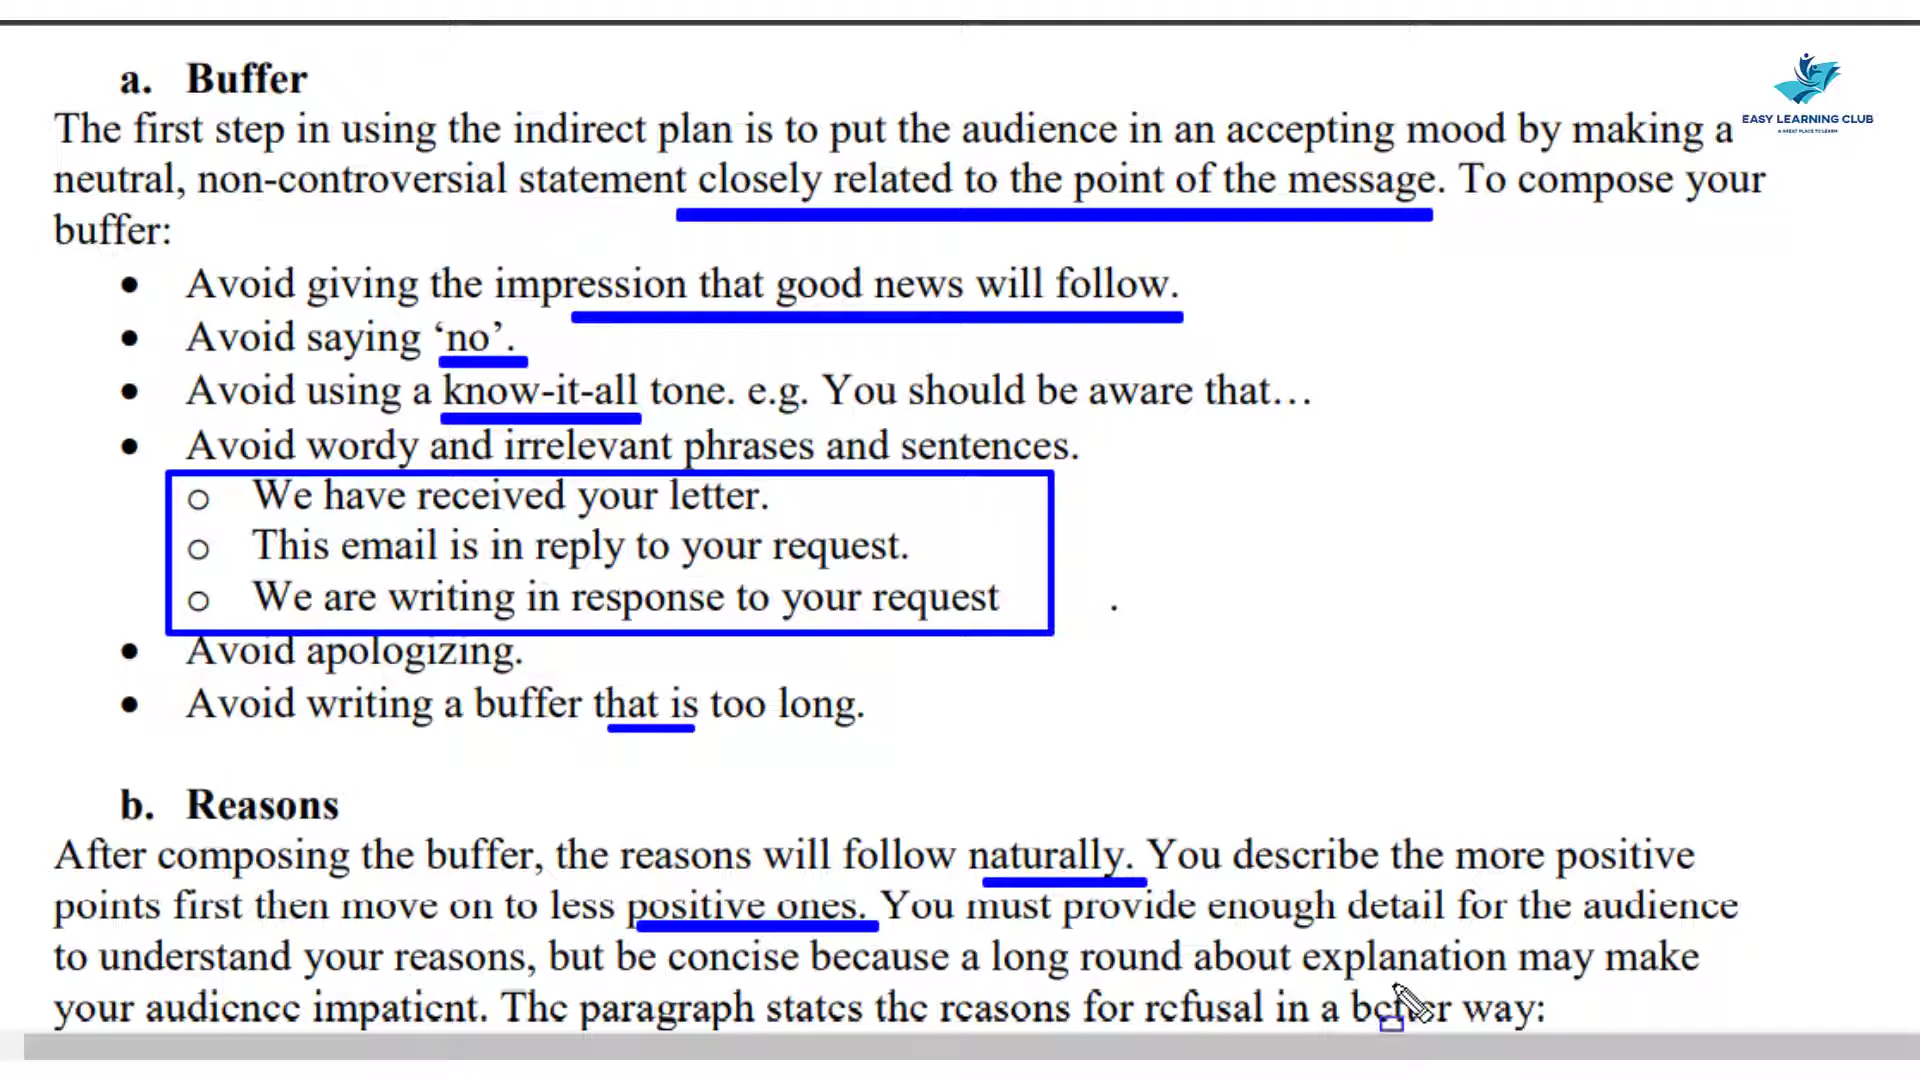 a. Buffer
EASY LEARNING CLUB
A GREAT PLACE TO LEARN
The first step in using the indirect plan is to put the audience in an accepting mood by making a
neutral, non-controversial statement closely related to the point of the message. To compose your
buffer:
• Avoid giving the impression that good news will follow.
• Avoid saying ‘no’.
• Avoid using a know-it-all tone. e.g. You should be aware that…
• Avoid wordy and irrelevant phrases and sentences.
o We have received your letter.
o This email is in reply to your request.
o We are writing in response to your request .
• Avoid apologizing.
• Avoid writing a buffer that is too long.
b. Reasons
After composing the buffer, the reasons will follow naturally. You describe the more positive
points first then move on to less positive ones. You must provide enough detail for the audience
to understand your reasons, but be concise because a long round about explanation may make
your audience impatient. The paragraph states the reasons for refusal in a better way: